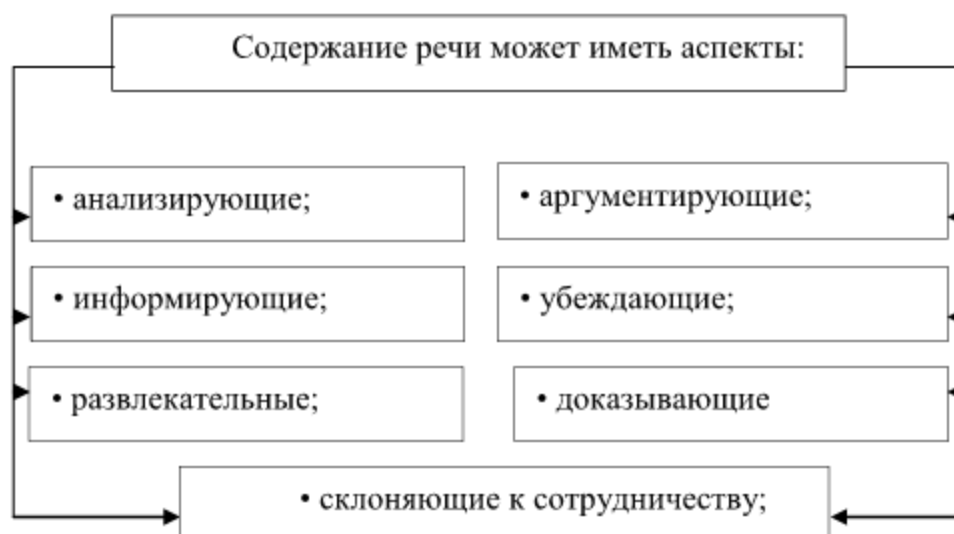 Содержание речи может иметь аспекты:
• анализирующие;
• аргументирующие;
• информирующие;
• убеждающие;
• развлекательные;
• доказывающие
• склоняющие к сотрудничеству;